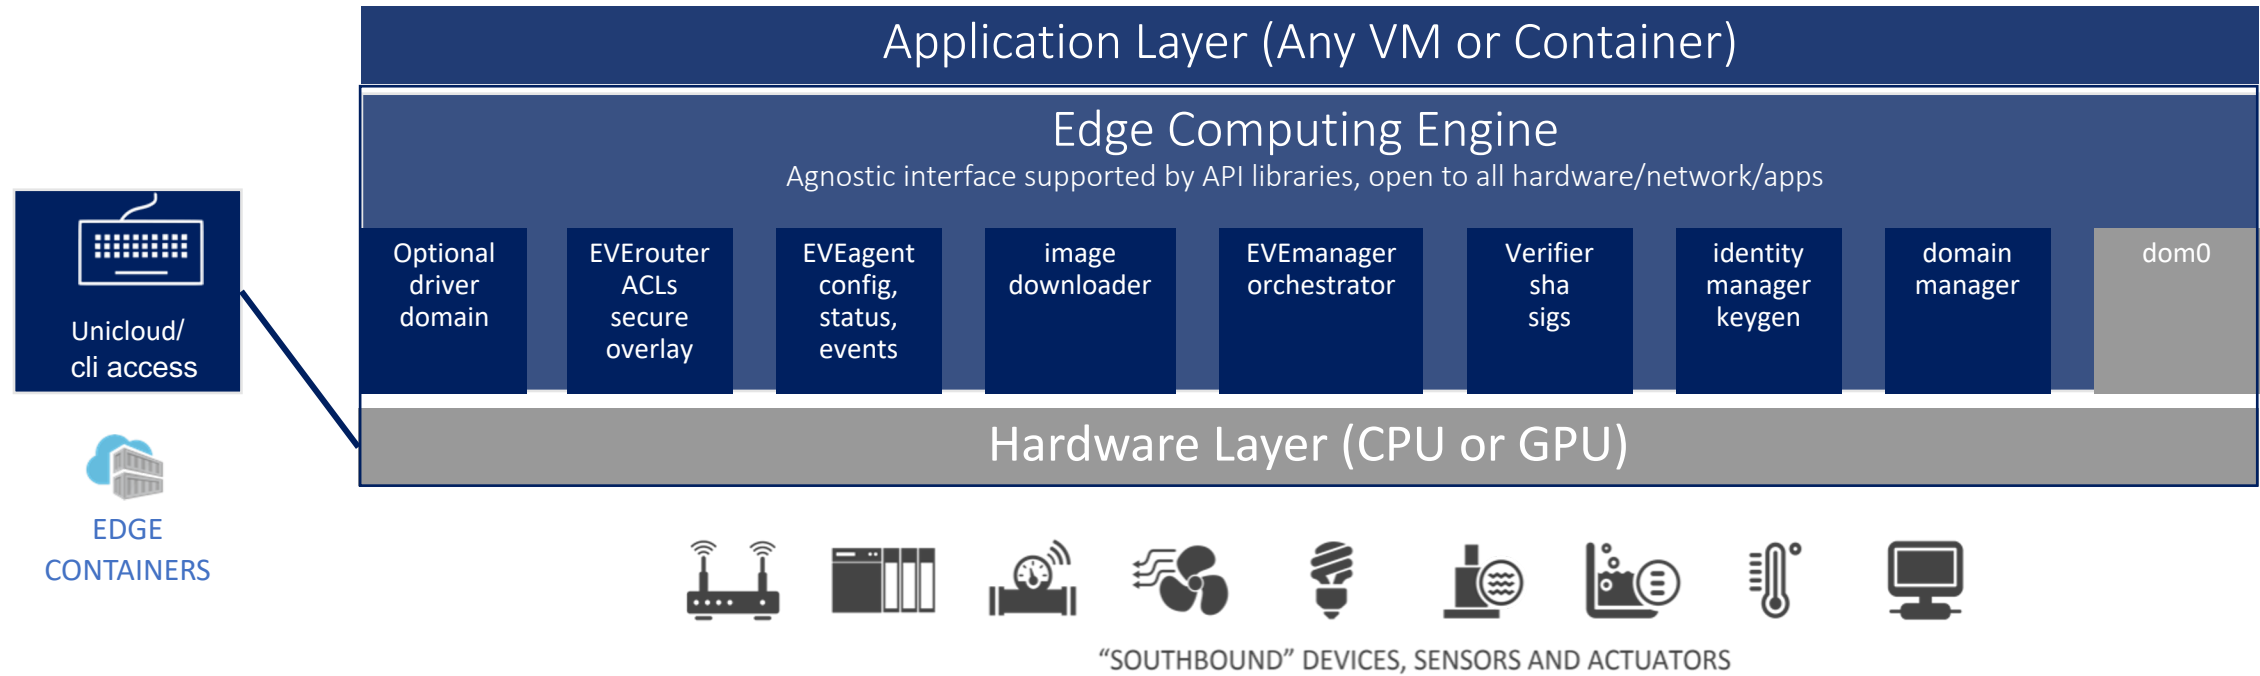 Application Layer (Any VM or Container)
Edge Computing Engine
Agnostic interface supported by API libraries, open to all hardware/network/apps
Optional
driver
domain
EVErouter
ACLs
secure
overlay
EVEagent
config,
status,
events
image
downloader
EVEmanager
orchestrator
Verifier
sha
sigs
identity
manager
keygen
domain
manager
dom0
Hardware Layer (CPU or GPU)
Unicloud/
cli access
EDGE
CONTAINERS
“SOUTHBOUND” DEVICES, SENSORS AND ACTUATORS